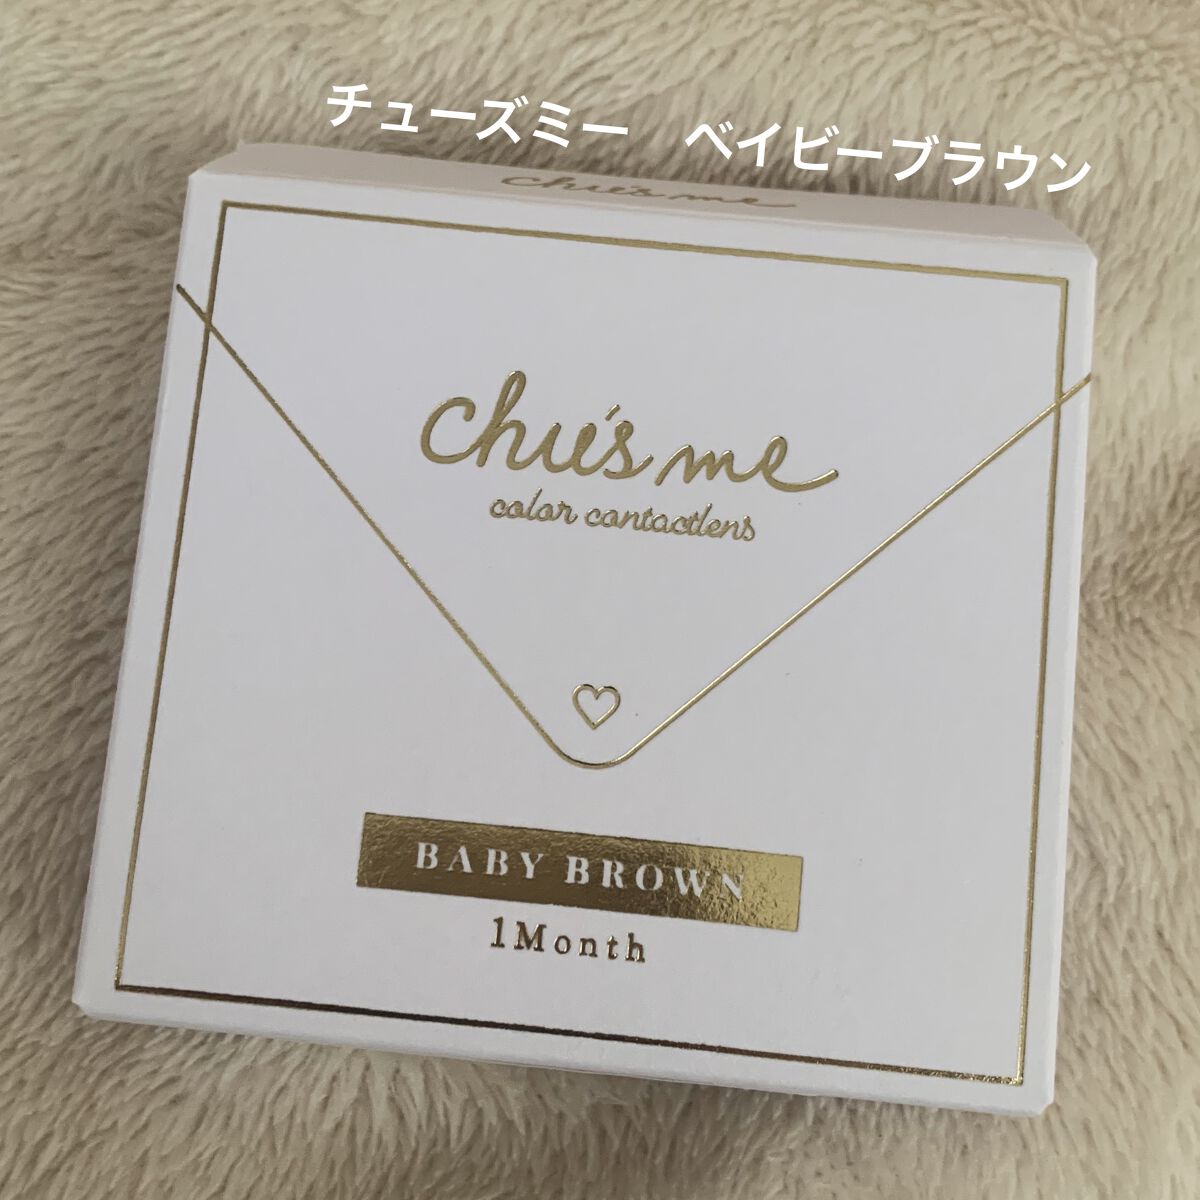 チューズミー　ベイビーブラウン
chu's me
chu's me
color contactlens
BABY BROWN
1Month